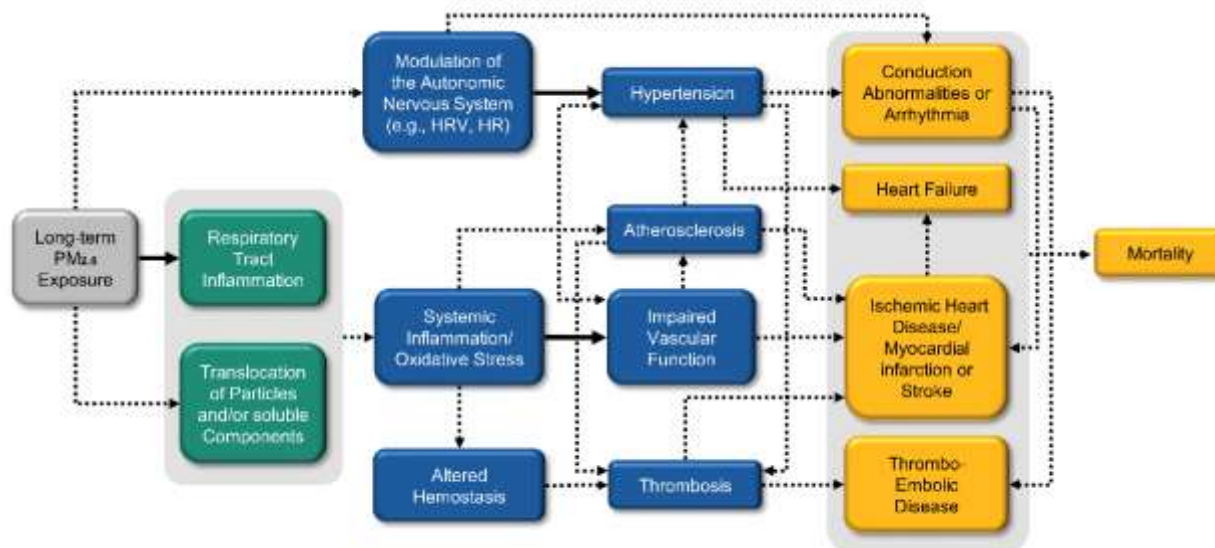 Modulation of
the Autonomic
Nervous System
(e.g., HRV, HR)
Hypertension
Conduction
Abnormalities or
Arrhythmia
Heart Failure
Long-term
PM2.5
Exposure
Respiratory
Tract
Inflammation
Atherosclerosis
Mortality
Systemic
Inflammation/
Oxidative Stress
Impaired
Vascular
Function
Ischemic Heart
Disease/
Myocardial
infarction or
Stroke
Translocation
of Particles
and/or soluble
Components
Altered
Hemostasis
Thrombosis
Thrombo-
Embolic
Disease